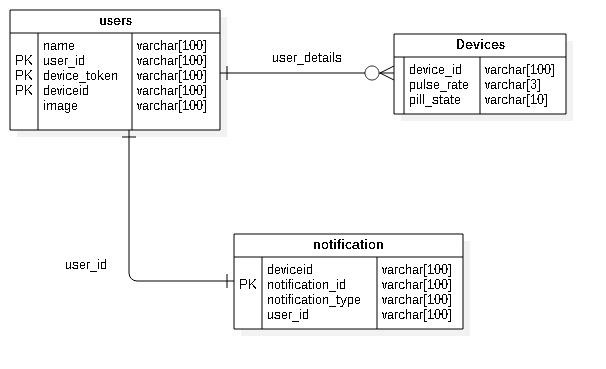 users
name varchar[100]
PK user_id varchar[100]
PK device_token varchar[100]
PK deviceid varchar[100]
image varchar[100]
user_details
Devices
device_id varchar[100]
pulse_rate varchar[3]
pill_state varchar[10]
user_id
notification
deviceid varchar[100]
PK notification_id varchar[100]
notification_type varchar[100]
user_id varchar[100]